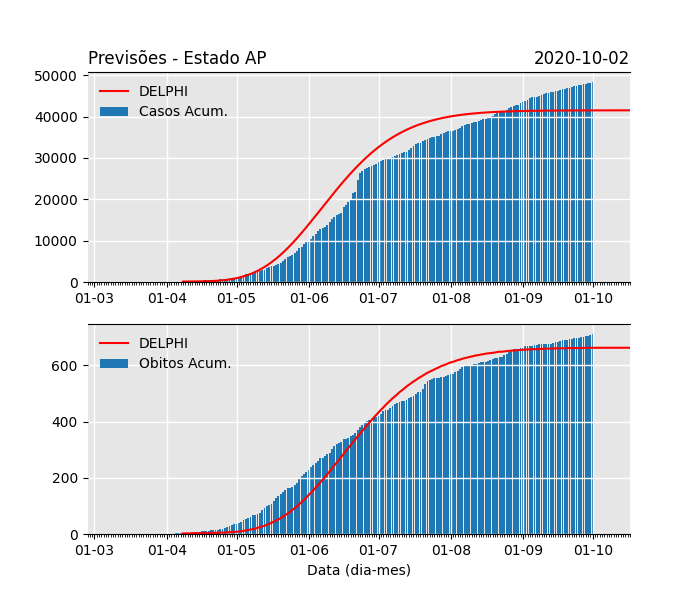 Previsões - Estado AP 2020-10-02
50000
40000
30000
20000
10000
0
DELPHI
Casos Acum.
01-03 01-04 01-05 01-06 01-07 01-08 01-09 01-10
600
400
200
0
DELPHI
Obitos Acum.
01-03 01-04 01-05 01-06 01-07 01-08 01-09 01-10
Data (dia-mes)